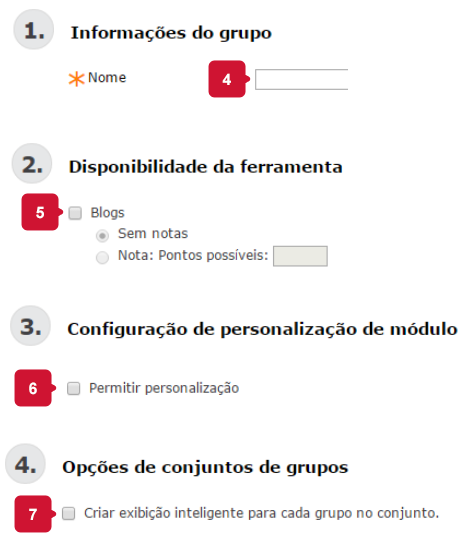 1. Informações do grupo
Nome 4
2. Disponibilidade da ferramenta
5 Blogs
Sem notas
Nota: Pontos possíveis:
3. Configuração de personalização de módulo
6 Permitir personalização
4. Opções de conjuntos de grupos
7 Criar exibição inteligente para cada grupo no conjunto.